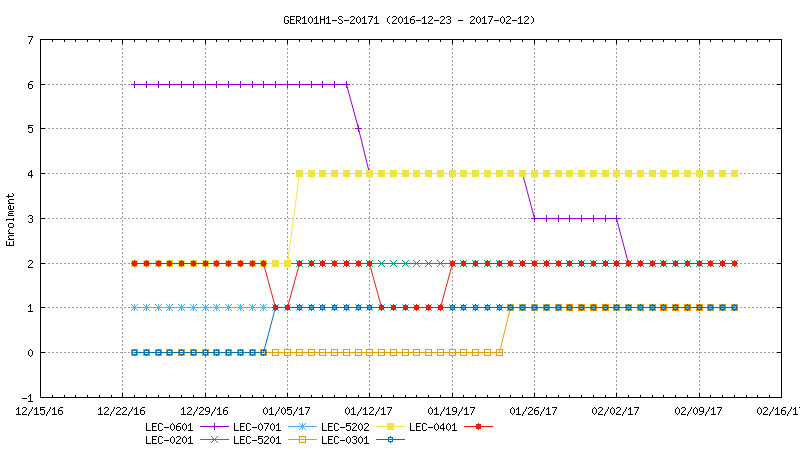 GER101H1-S-20171 (2016-12-23 - 2017-02-12)
7
6
5
4
3
2
1
0
-1
Enrolment
12/15/16 12/22/16 12/29/16 01/05/17 01/12/17 01/19/17 01/26/17 02/02/17 02/09/17 02/16/17
LEC-0601 LEC-0701 LEC-5202 LEC-0401
LEC-0201 LEC-5201 LEC-0301